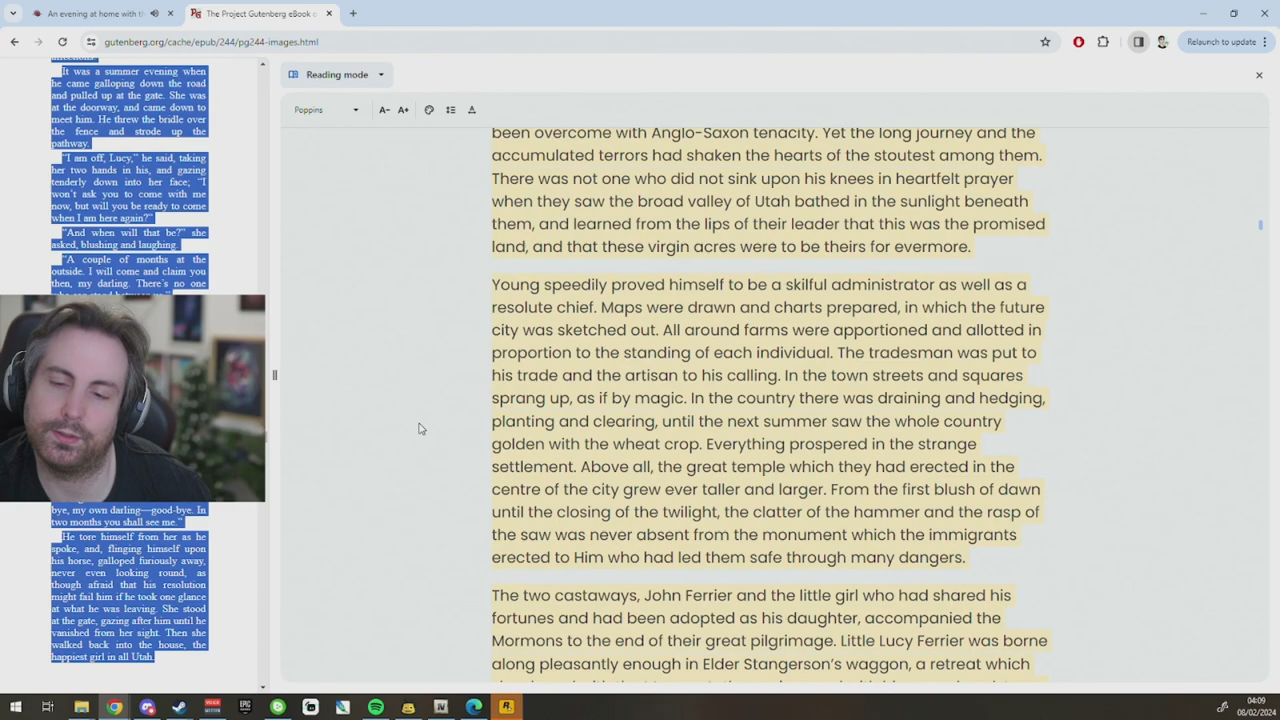 An evening at home with th
The Project Gutenberg eBook o
gutenberg.org/cache/epub/244/pg244-images.html
Relaunch to update
It was a summer evening when
he came galloping down the road
and pulled up at the gate. She was
at the doorway, and came down to
meet him. He threw the bridle over
the fence and strode up the
pathway.
“I am off, Lucy,” he said, taking
her two hands in his, and gazing
tenderly down into her face; “I
won’t ask you to come with me
now, but will you be ready to come
when I am here again?”
“And when will that be?” she
asked, blushing and laughing.
“A couple of months at the
outside. I will come and claim you
then, my darling. There’s no one
bye, my own darling—good-bye. In
two months you shall see me.”
He tore himself from her as he
spoke, and, flinging himself upon
his horse, galloped furiously away,
never even looking round, as
though afraid that his resolution
might fail him if he took one glance
at what he was leaving. She stood
at the gate, gazing after him until he
vanished from her sight. Then she
walked back into the house, the
happiest girl in all Utah.
Reading mode
Poppins
A- A+
been overcome with Anglo-Saxon tenacity. Yet the long journey and the
accumulated terrors had shaken the hearts of the stoutest among them.
There was not one who did not sink upon his knees in heartfelt prayer
when they saw the broad valley of Utah bathed in the sunlight beneath
them, and learned from the lips of their leader that this was the promised
land, and that these virgin acres were to be theirs for evermore.
Young speedily proved himself to be a skilful administrator as well as a
resolute chief. Maps were drawn and charts prepared, in which the future
city was sketched out. All around farms were apportioned and allotted in
proportion to the standing of each individual. The tradesman was put to
his trade and the artisan to his calling. In the town streets and squares
sprang up, as if by magic. In the country there was draining and hedging,
planting and clearing, until the next summer saw the whole country
golden with the wheat crop. Everything prospered in the strange
settlement. Above all, the great temple which they had erected in the
centre of the city grew ever taller and larger. From the first blush of dawn
until the closing of the twilight, the clatter of the hammer and the rasp of
the saw was never absent from the monument which the immigrants
erected to Him who had led them safe through many dangers.
The two castaways, John Ferrier and the little girl who had shared his
fortunes and had been adopted as his daughter, accompanied the
Mormons to the end of their great pilgrimage. Little Lucy Ferrier was borne
along pleasantly enough in Elder Stangerson’s waggon, a retreat which
04:09
08/02/2024